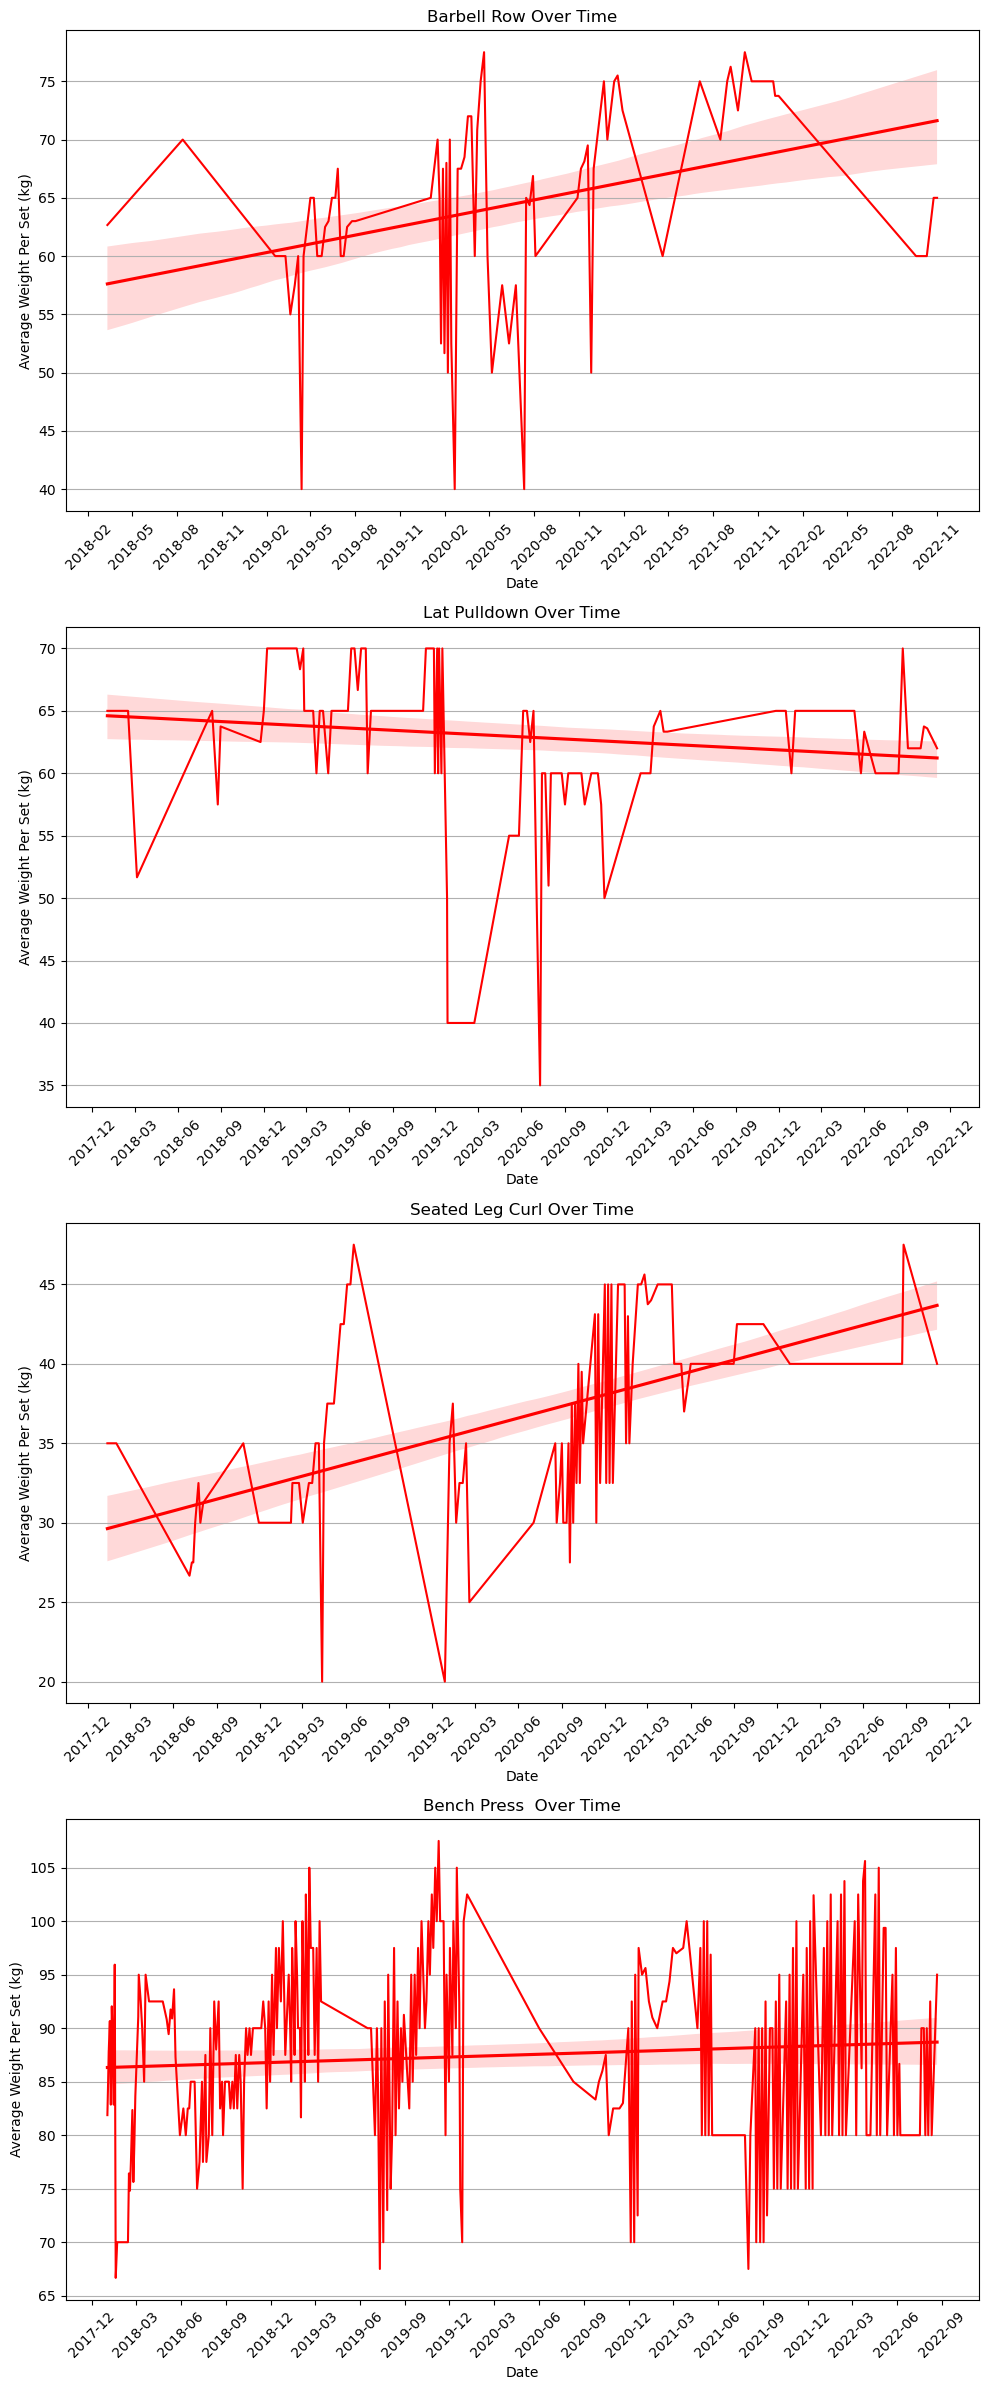 Barbell Row Over Time
Average Weight Per Set (kg)
75
70
65
60
55
50
45
40
2018-02 2018-05 2018-08 2018-11 2019-02 2019-05 2019-08 2019-11 2020-02 2020-05 2020-08 2020-11 2021-02 2021-05 2021-08 2021-11 2022-02 2022-05 2022-08 2022-11
Date
Lat Pulldown Over Time
Average Weight Per Set (kg)
70
65
60
55
50
45
40
35
2017-12 2018-03 2018-06 2018-09 2018-12 2019-03 2019-06 2019-09 2019-12 2020-03 2020-06 2020-09 2020-12 2021-03 2021-06 2021-09 2021-12 2022-03 2022-06 2022-09 2022-12
Date
Seated Leg Curl Over Time
Average Weight Per Set (kg)
45
40
35
30
25
20
2017-12 2018-03 2018-06 2018-09 2018-12 2019-03 2019-06 2019-09 2019-12 2020-03 2020-06 2020-09 2020-12 2021-03 2021-06 2021-09 2021-12 2022-03 2022-06 2022-09 2022-12
Date
Bench Press  Over Time
Average Weight Per Set (kg)
105
100
95
90
85
80
75
70
65
2017-12 2018-03 2018-06 2018-09 2018-12 2019-03 2019-06 2019-09 2019-12 2020-03 2020-06 2020-09 2020-12 2021-03 2021-06 2021-09 2021-12 2022-03 2022-06 2022-09
Date